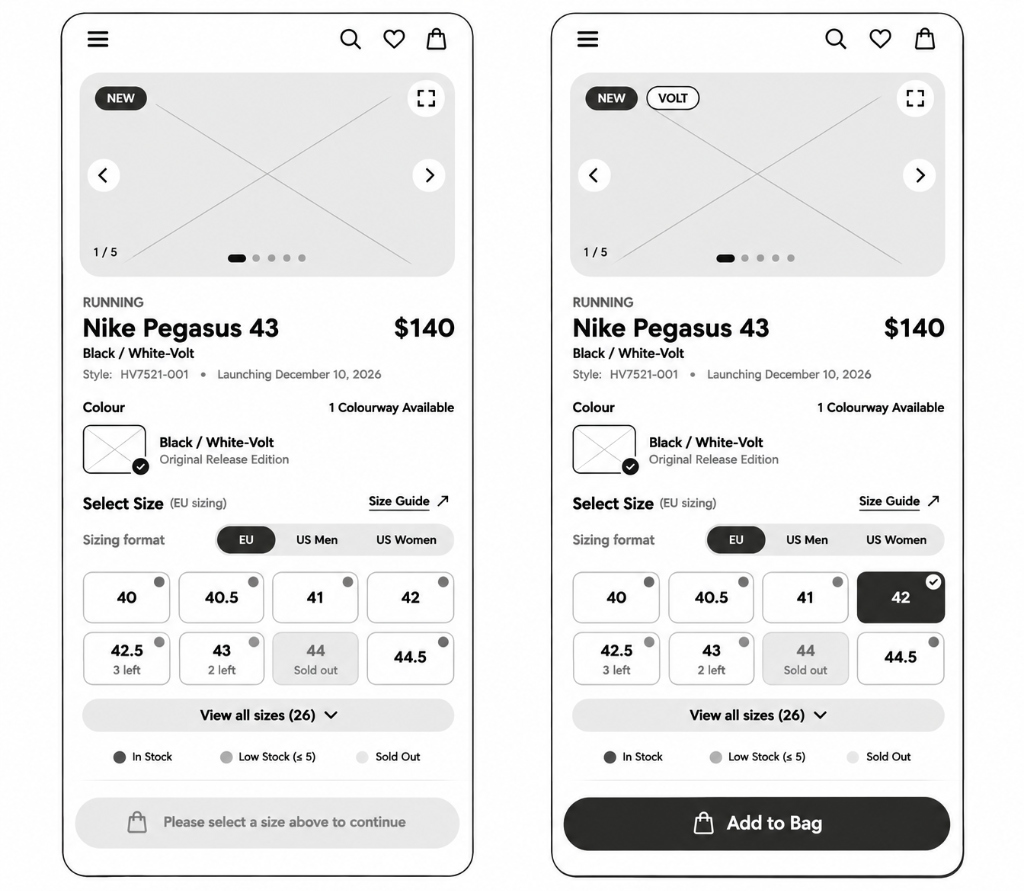 NEW
1 / 5
RUNNING
Nike Pegasus 43 $140
Black / White-Volt
Style: HV7521-001 • Launching December 10, 2026
Colour 1 Colourway Available
Black / White-Volt
Original Release Edition
Select Size (EU sizing) Size Guide ↗
Sizing format EU US Men US Women
40 40.5 41 42
42.5 43 44 44.5
3 left 2 left Sold out
View all sizes (26)
In Stock Low Stock (≤ 5) Sold Out
Please select a size above to continue
NEW VOLT
1 / 5
RUNNING
Nike Pegasus 43 $140
Black / White-Volt
Style: HV7521-001 • Launching December 10, 2026
Colour 1 Colourway Available
Black / White-Volt
Original Release Edition
Select Size (EU sizing) Size Guide ↗
Sizing format EU US Men US Women
40 40.5 41 42
42.5 43 44 44.5
3 left 2 left Sold out
View all sizes (26)
In Stock Low Stock (≤ 5) Sold Out
Add to Bag